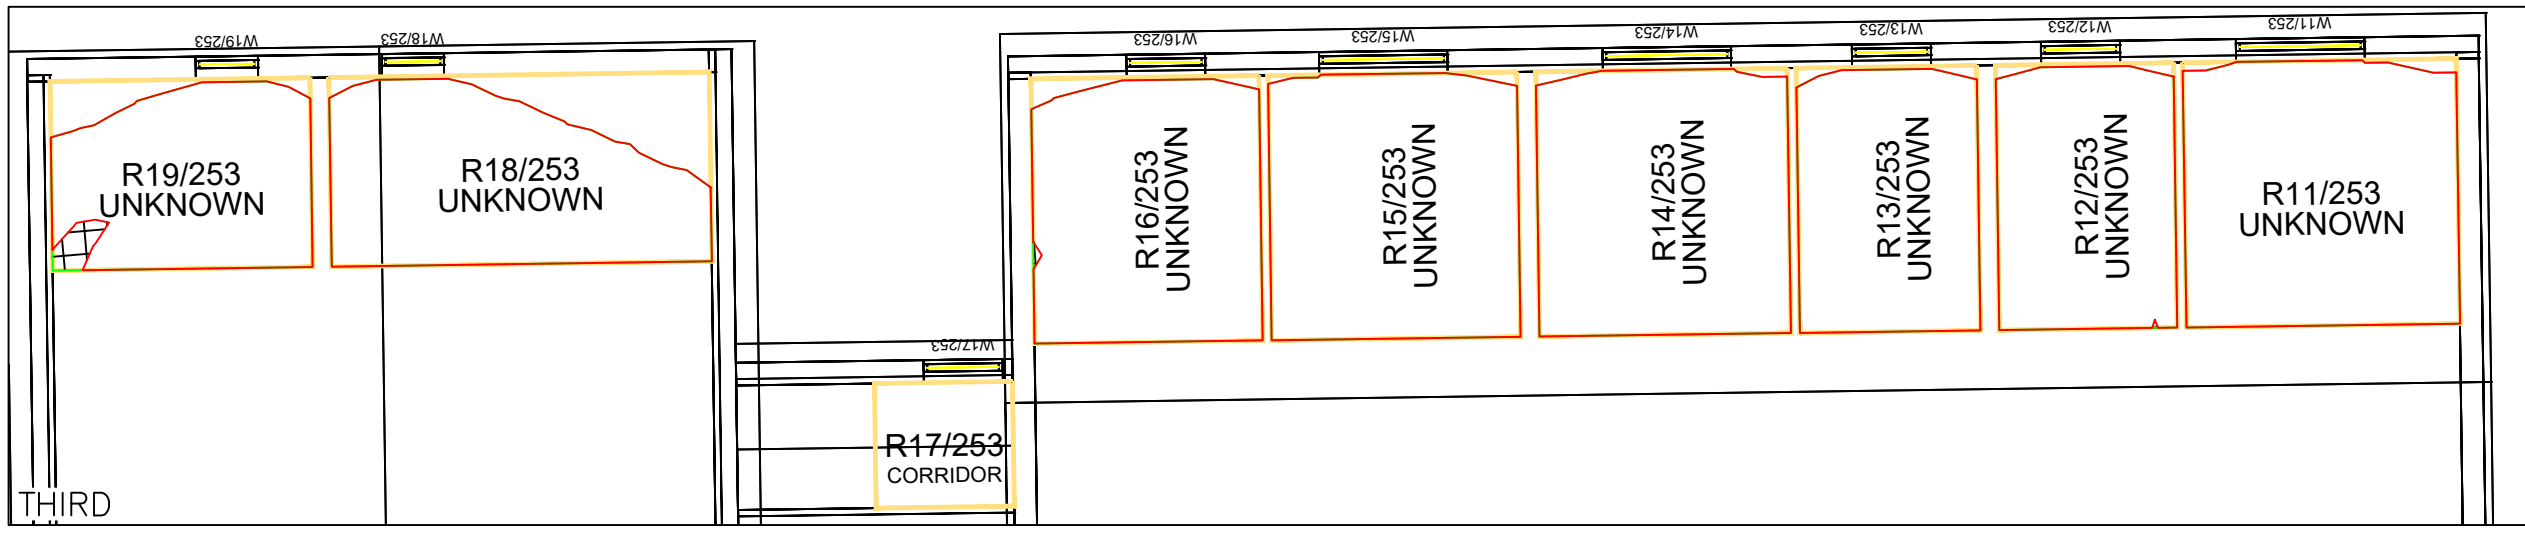 W19/253
W18/253
W16/253
W15/253
W14/253
W13/253
W12/253
W11/253
R19/253
UNKNOWN
R18/253
UNKNOWN
R16/253
UNKNOWN
R15/253
UNKNOWN
R14/253
UNKNOWN
R13/253
UNKNOWN
R12/253
UNKNOWN
R11/253
UNKNOWN
W17/253
R17/253
CORRIDOR
THIRD